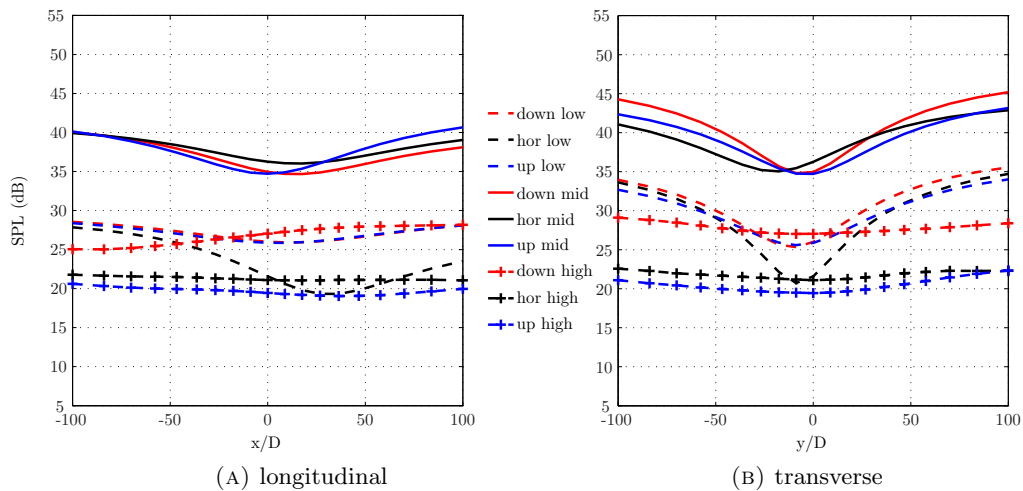 SPL (dB)
55
50
45
40
35
30
25
20
15
10
5
-100
-50
0
50
100
x/D
(A) longitudinal
down low
hor low
up low
down mid
hor mid
up mid
down high
hor high
up high
55
50
45
40
35
30
25
20
15
10
5
-100
-50
0
50
100
y/D
(B) transverse